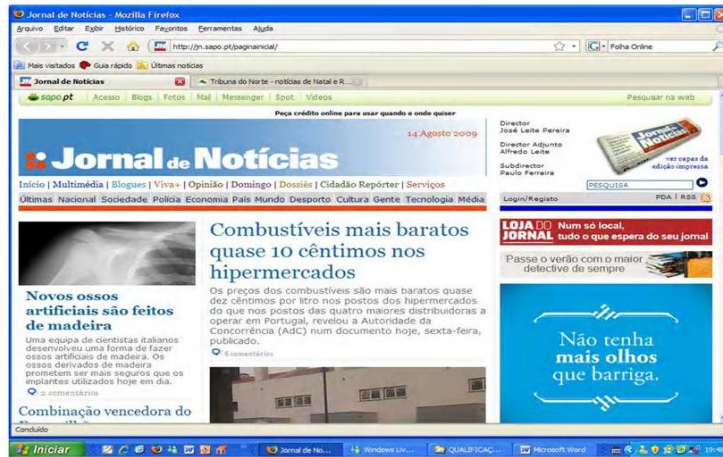 Jornal de Notícias - Mozilla Firefox
Arquivo Editar Exibir Histórico Favoritos Ferramentas Ajuda
http://jn.sapo.pt/paginainicial/
Folha Online
Mais visitados Guia rápido Últimas notícias
Jornal de Notícias
Tribuna do Norte - notícias de Natal e R...
sapo.pt Acesso Blogs Fotos Mail Messenger Spot Vídeos Pesquisar na web
Peça crédito online para usar quando e onde quiser
14 Agosto 2009
Jornal de Notícias
Director
José Leite Pereira
Director Adjunto
Alfredo Leite
Subdirector
Paulo Ferreira
Jornal de Notícias
ver capas da
edição impressa
Início | Multimédia | Blogues | Viva+ | Opinião | Domingo | Dossiês | Cidadão Repórter | Serviços
PESQUISA
Últimas Nacional Sociedade Polícia Economia País Mundo Desporto Cultura Gente Tecnologia Média
Login/Registo
PDA | RSS
Novos ossos
artificiais são feitos
de madeira
Uma equipa de cientistas italianos
desenvolveu uma forma de fazer
ossos artificiais de madeira. Os
ossos derivados de madeira
prometem ser mais seguros que os
implantes utilizados hoje em dia.
2 comentários
Combinação vencedora do
Combustíveis mais baratos
quase 10 cêntimos nos
hipermercados
Os preços dos combustíveis são mais baratos quase
dez cêntimos por litro nos postos dos hipermercados
do que nos postos das quatro maiores distribuidoras a
operar em Portugal, revelou a Autoridade da
Concorrência (AdC) num documento hoje, sexta-feira,
publicado.
6 comentários
LOJA DO JORNAL
Num só local,
tudo o que espera do seu jornal
Passe o verão com o maior
detective de sempre
Não tenha
mais olhos
que barriga.
Concluído
Iniciar
Jornal de No...
Windows Liv...
QUALIFICAÇ...
Microsoft Word